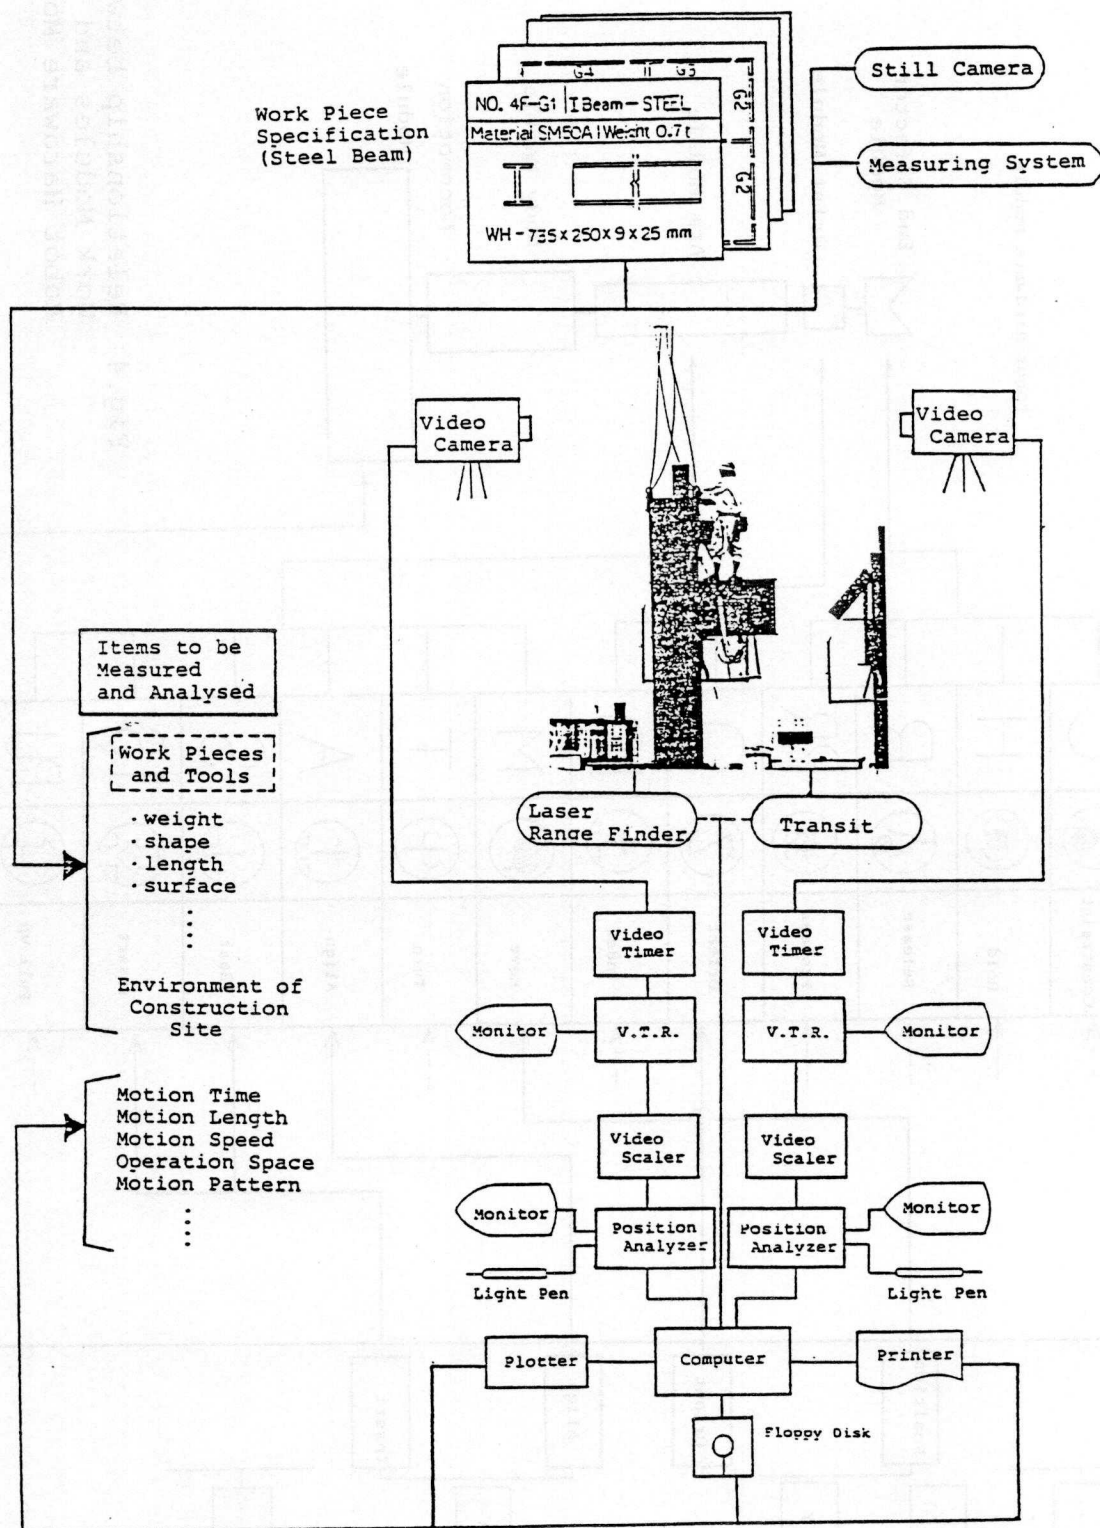 Work Piece
Specification
(Steel Beam)
G4 G3
G2
G2
NO. 4F-G1 | I Beam-STEEL
Material SM50A | Weight 0.7t
WH-735x250x9x25 mm
Still Camera
Measuring System
Video
Camera
Video
Camera
Items to be
Measured
and Analysed
Work Pieces
and Tools
· weight
· shape
· length
· surface
Environment of
Construction
Site
Motion Time
Motion Length
Motion Speed
Operation Space
Motion Pattern
Laser
Range Finder
Transit
Video
Timer
Video
Timer
Monitor
V.T.R.
V.T.R.
Monitor
Video
Scaler
Video
Scaler
Monitor
Position
Analyzer
Position
Analyzer
Monitor
Light Pen
Light Pen
Plotter
Computer
Printer
Floppy Disk